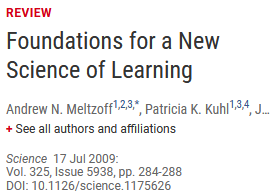 REVIEW
Foundations for a New
Science of Learning
Andrew N. Meltzoff1,2,3,*, Patricia K. Kuhl1,3,4, J...
+ See all authors and affiliations
Science 17 Jul 2009:
Vol. 325, Issue 5938, pp. 284-288
DOI: 10.1126/science.1175626